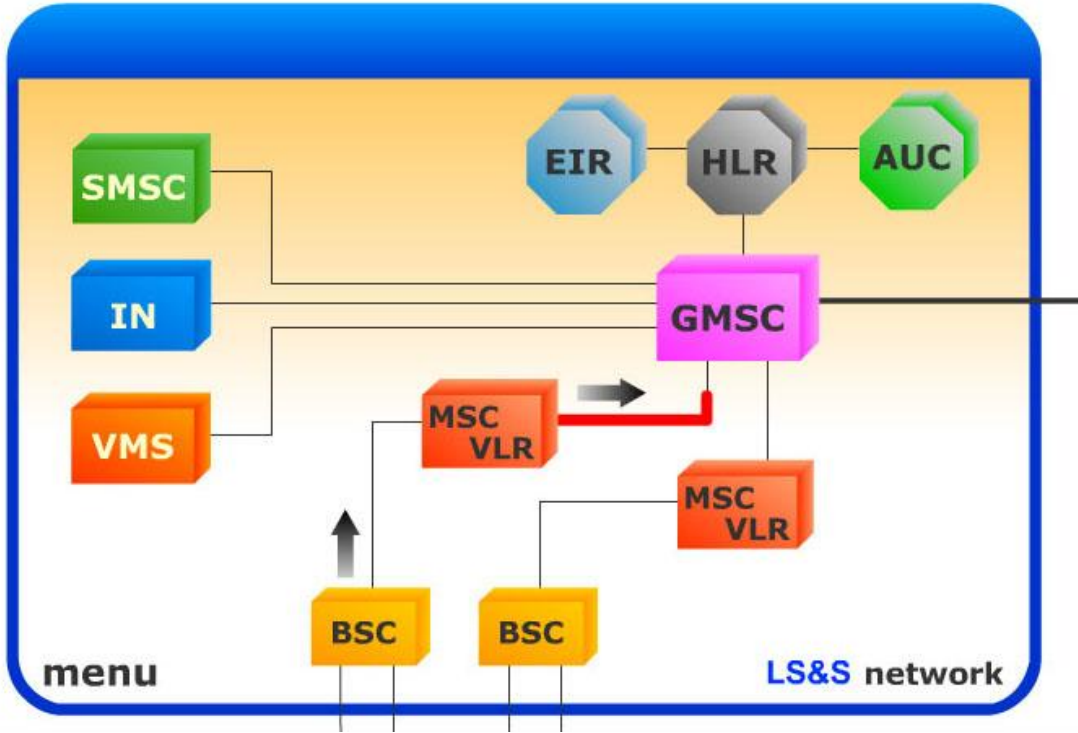 EIR
HLR
AUC
SMSC
IN
GMSC
VMS
MSC
VLR
MSC
VLR
BSC
BSC
menu
LS&S network